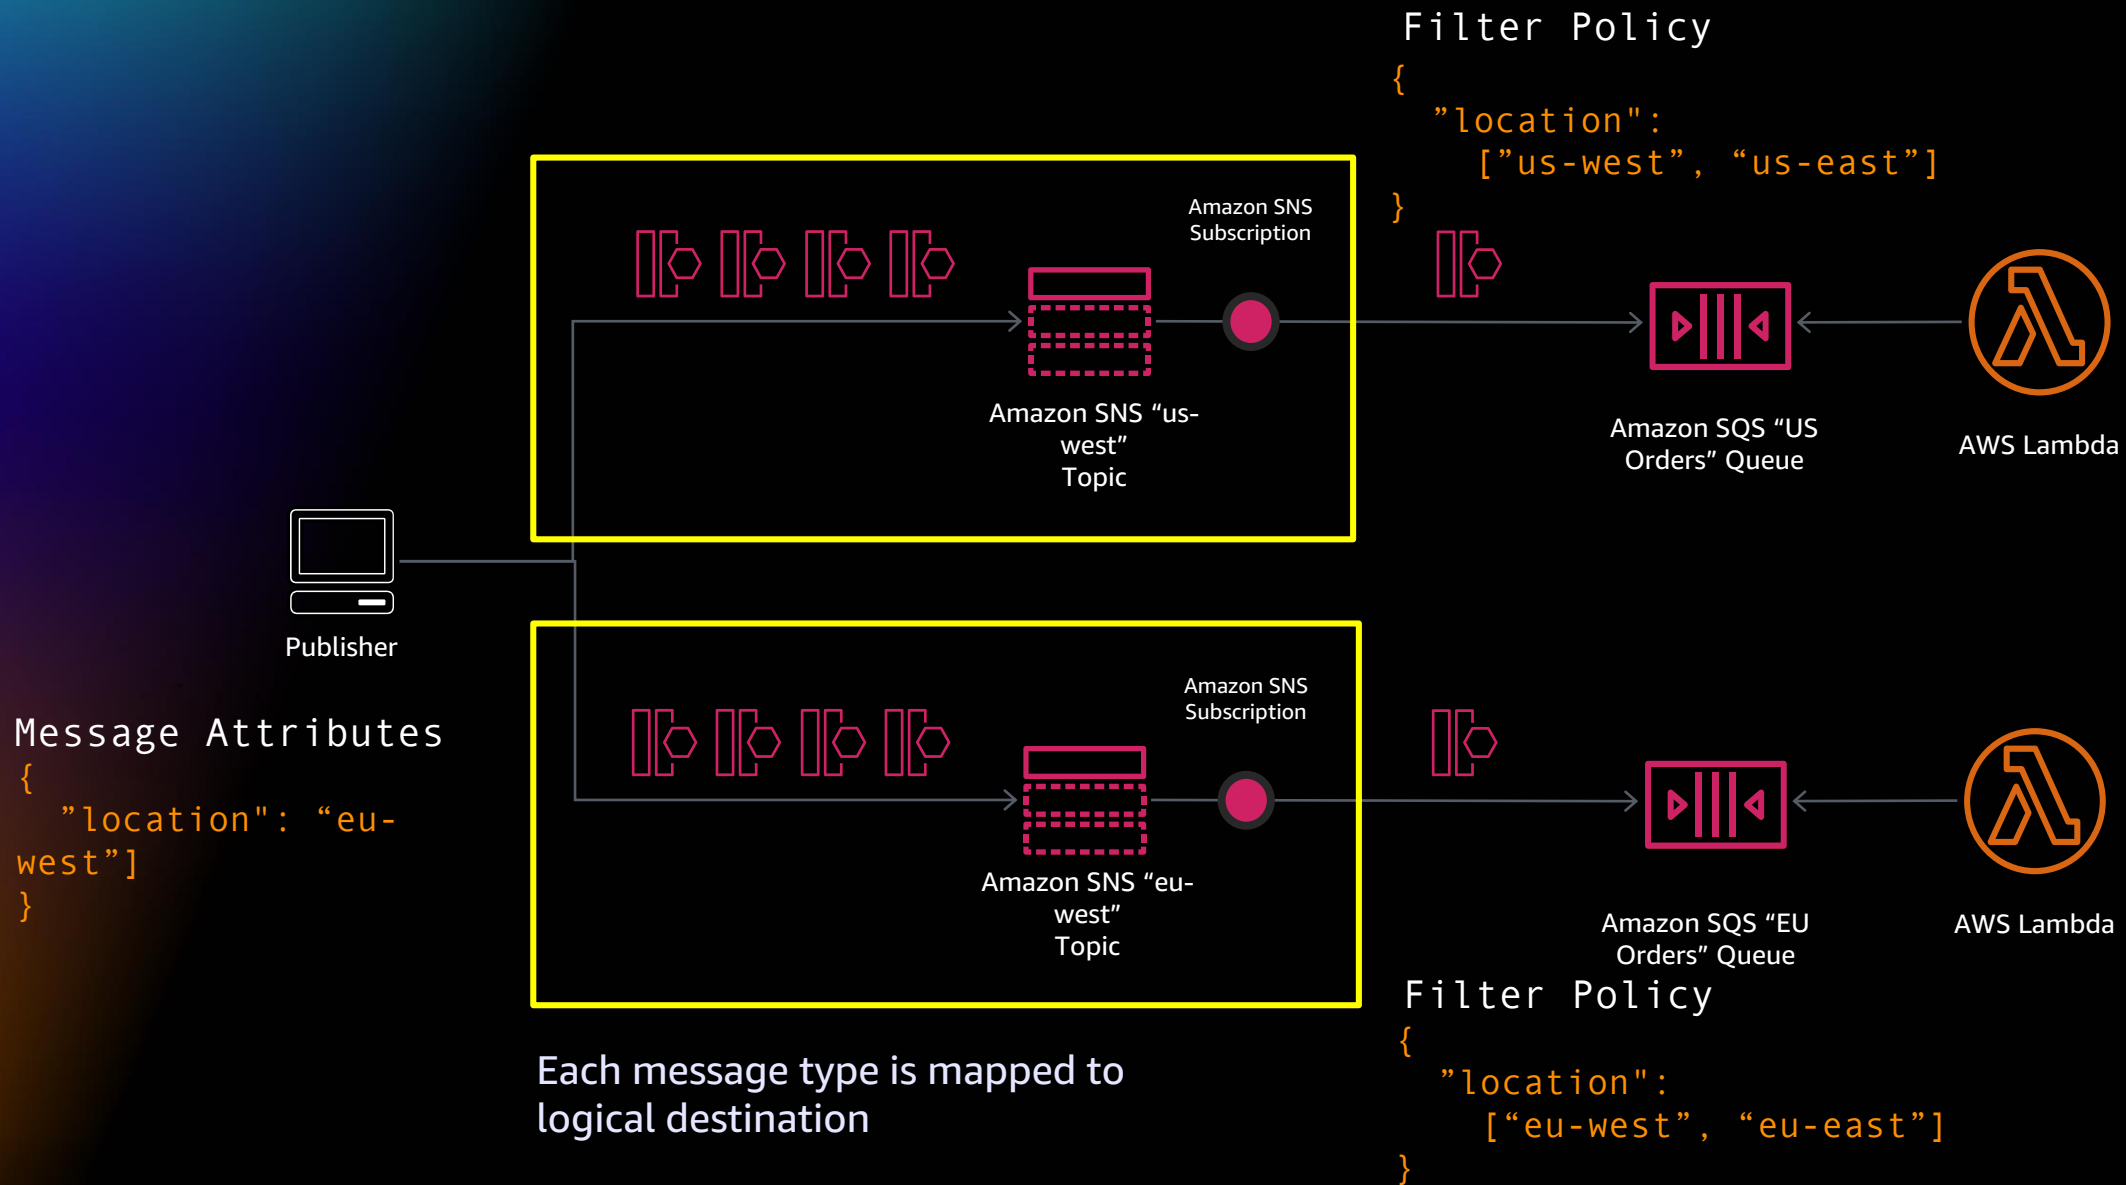 Filter Policy
{
”location":
[”us-west”, “us-east”]
}
Amazon SNS
Subscription
Amazon SNS “us-
west”
Topic
Amazon SQS “US
Orders” Queue
AWS Lambda
Publisher
Message Attributes
{
”location": “eu-
west”]
}
Amazon SNS
Subscription
Amazon SNS “eu-
west”
Topic
Amazon SQS “EU
Orders” Queue
AWS Lambda
Filter Policy
{
”location":
[“eu-west”, “eu-east”]
}
Each message type is mapped to
logical destination